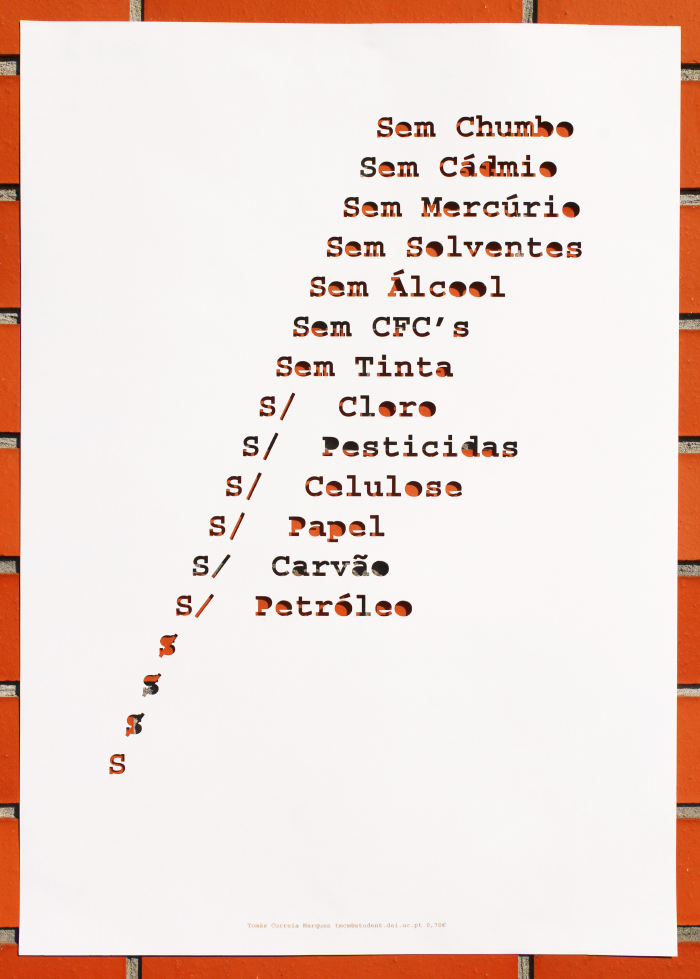 Sem Chumbo
Sem Cádmio
Sem Mercúrio
Sem Solventes
Sem Álcool
Sem CFC's
Sem Tinta
S/ Cloro
S/ Pesticidas
S/ Celulose
S/ Papel
S/ Carvão
S/ Petróleo
S
S
S
S
Tomás Correia Marques tmcm@student.dei.uc.pt 0,70€